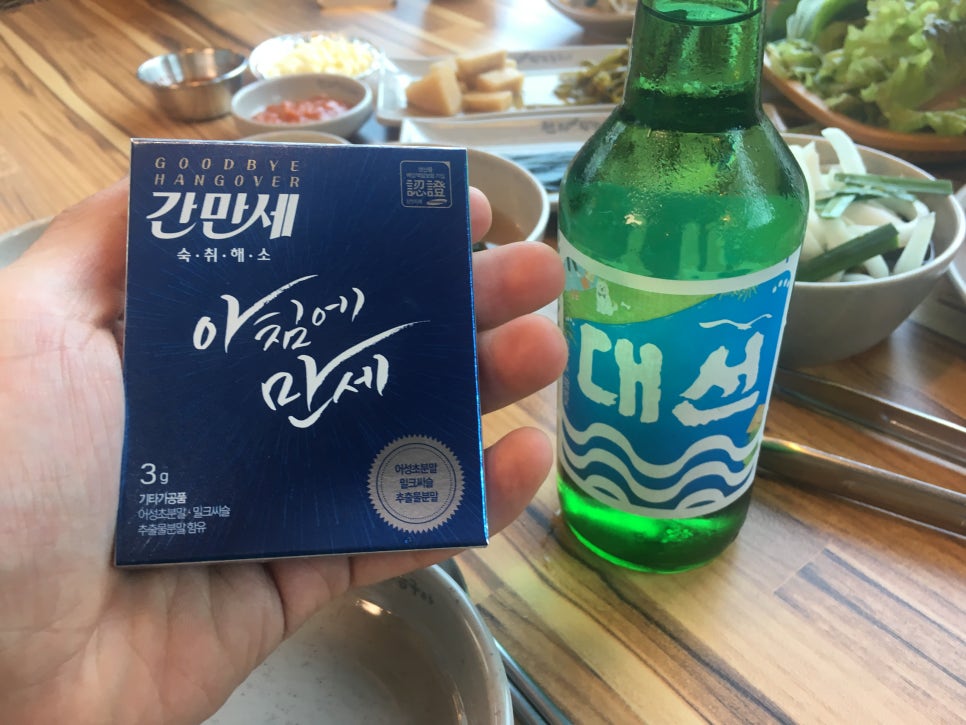 GOODBYE
HANGOVER
간만세
숙·취·해·소
認證
아침에
만세
3g
기타가공품
어성초분말·밀크씨슬
추출물분말 함유
어성초분말
밀크씨슬
추출물분말
대선